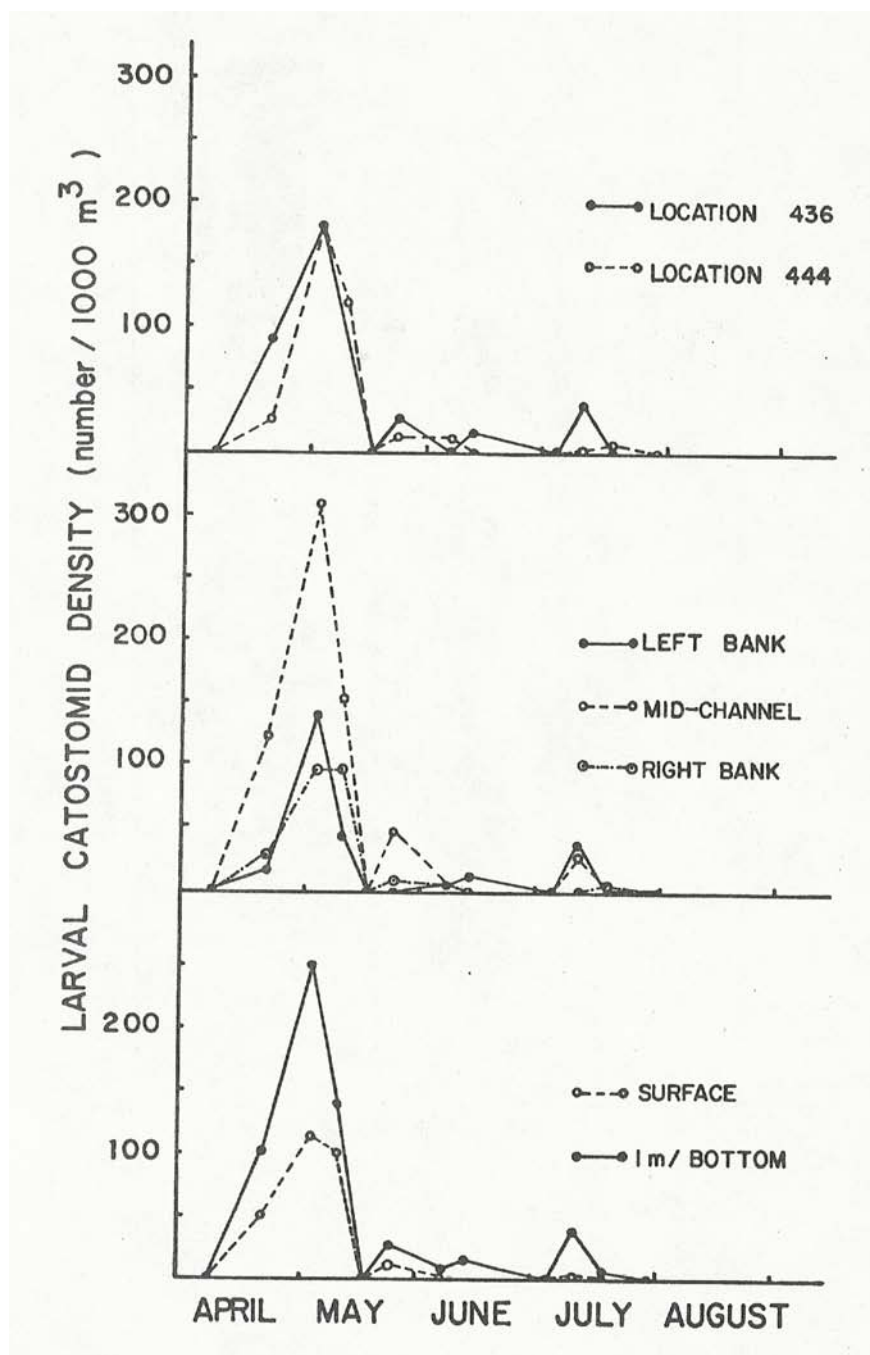 LARVAL CATOSTOMID DENSITY (number / 1000 m³)
300
200
100
LOCATION 436
LOCATION 444
300
200
100
LEFT BANK
MID-CHANNEL
RIGHT BANK
200
100
SURFACE
1m/ BOTTOM
APRIL MAY JUNE JULY AUGUST